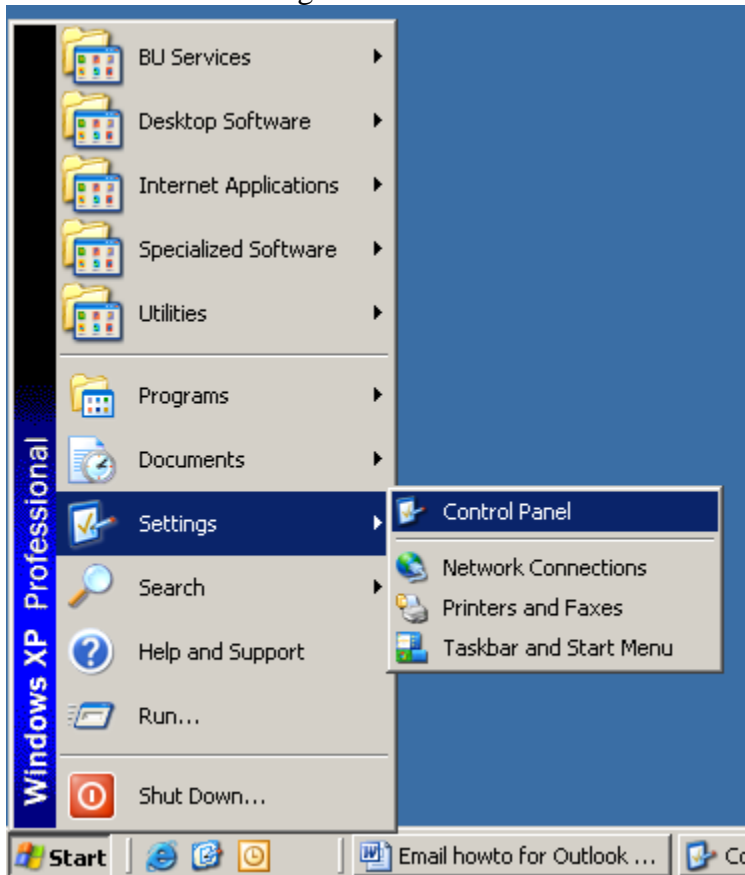 BU Services
Desktop Software
Internet Applications
Specialized Software
Utilities
Programs
Documents
Settings
Search
Help and Support
Run...
Shut Down...
Windows XP Professional
Control Panel
Network Connections
Printers and Faxes
Taskbar and Start Menu
Start
Email howto for Outlook ...
Co